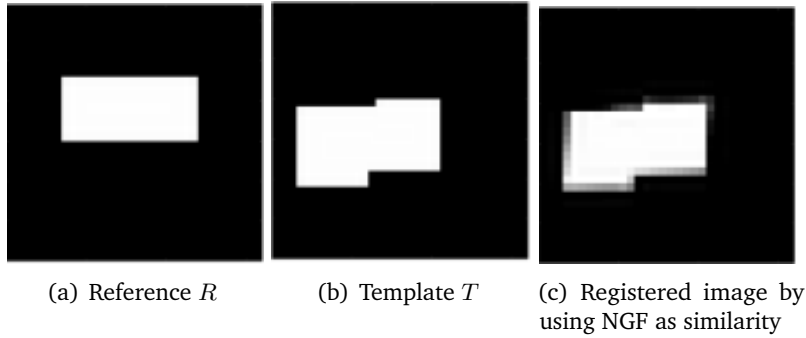 (a) Reference R
(b) Template T
(c) Registered image by
using NGF as similarity